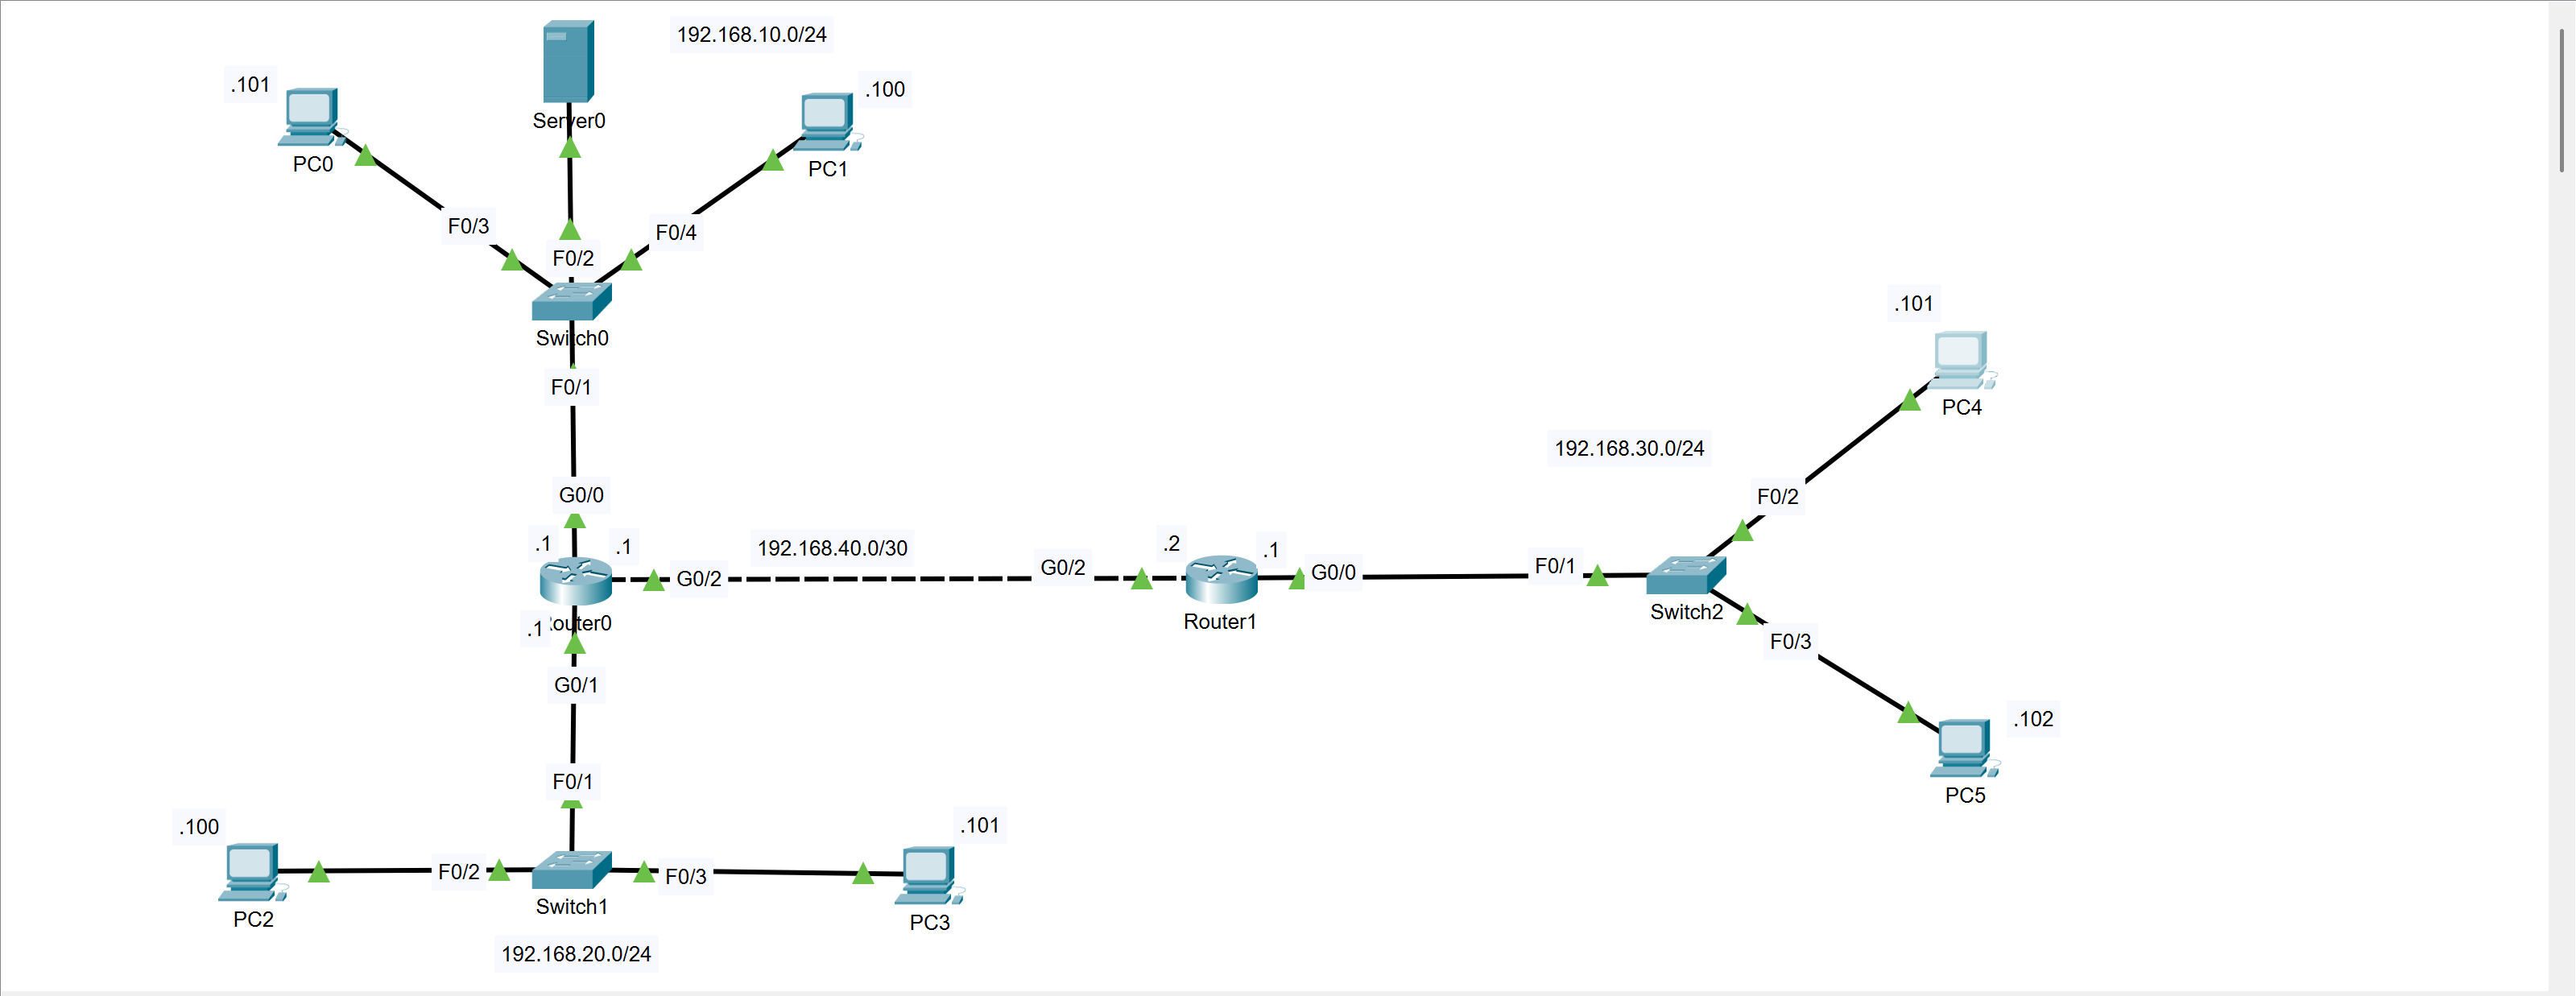 192.168.10.0/24
.101
.100
Server0
PC0
PC1
F0/3
F0/4
F0/2
Switch0
F0/1
G0/0
.1
.1
192.168.40.0/30
G0/2
G0/2
.2
.1
G0/0
Router1
.1
G0/1
F0/1
.100
F0/2
F0/3
.101
PC2
Switch1
PC3
192.168.20.0/24
.101
PC4
192.168.30.0/24
F0/2
F0/1
Switch2
F0/3
.102
PC5